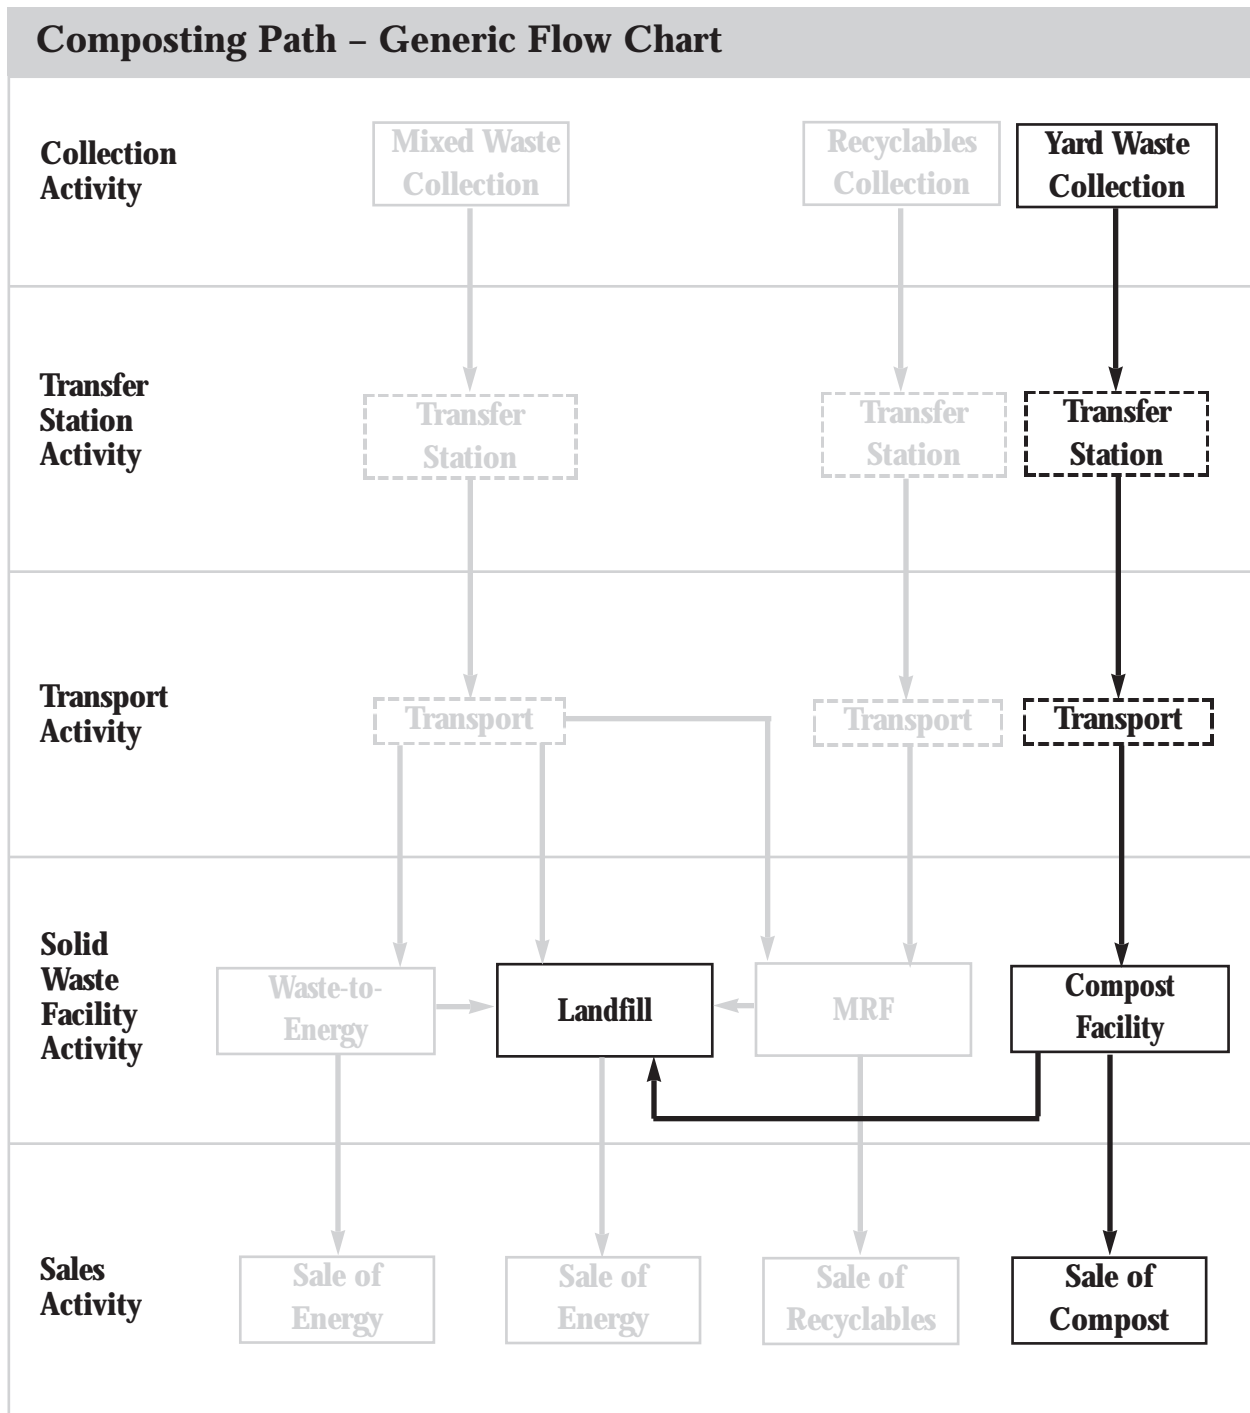 Composting Path – Generic Flow Chart
Collection
Activity
Mixed Waste
Collection
Recyclables
Collection
Yard Waste
Collection
Transfer
Station
Activity
Transfer
Station
Transfer
Station
Transfer
Station
Transport
Activity
Transport
Transport
Transport
Solid
Waste
Facility
Activity
Waste-to-
Energy
Landfill
MRF
Compost
Facility
Sales
Activity
Sale of
Energy
Sale of
Energy
Sale of
Recyclables
Sale of
Compost